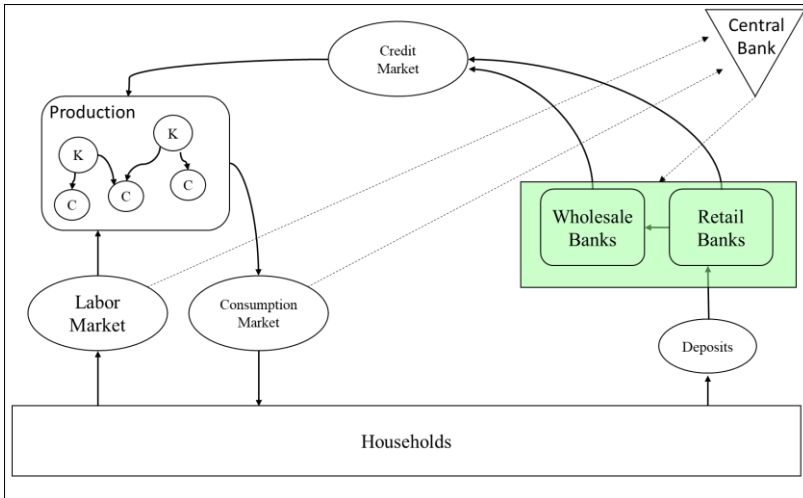 Credit
Market
Central
Bank
Production
K
K
C
C
C
Wholesale
Banks
Retail
Banks
Labor
Market
Consumption
Market
Deposits
Households